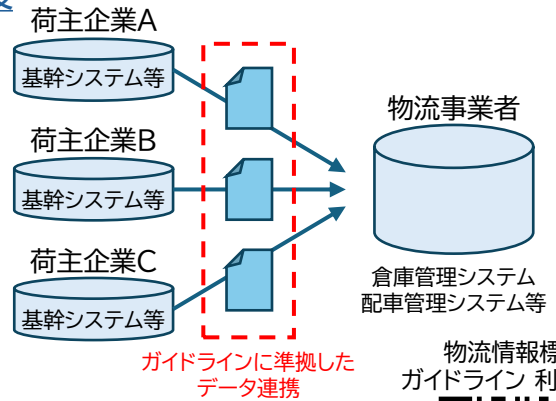 荷主企業A
基幹システム等
荷主企業B
基幹システム等
荷主企業C
基幹システム等
ガイドラインに準拠した
データ連携
物流事業者
倉庫管理システム
配車管理システム等
物流情報標
ガイドライン 利